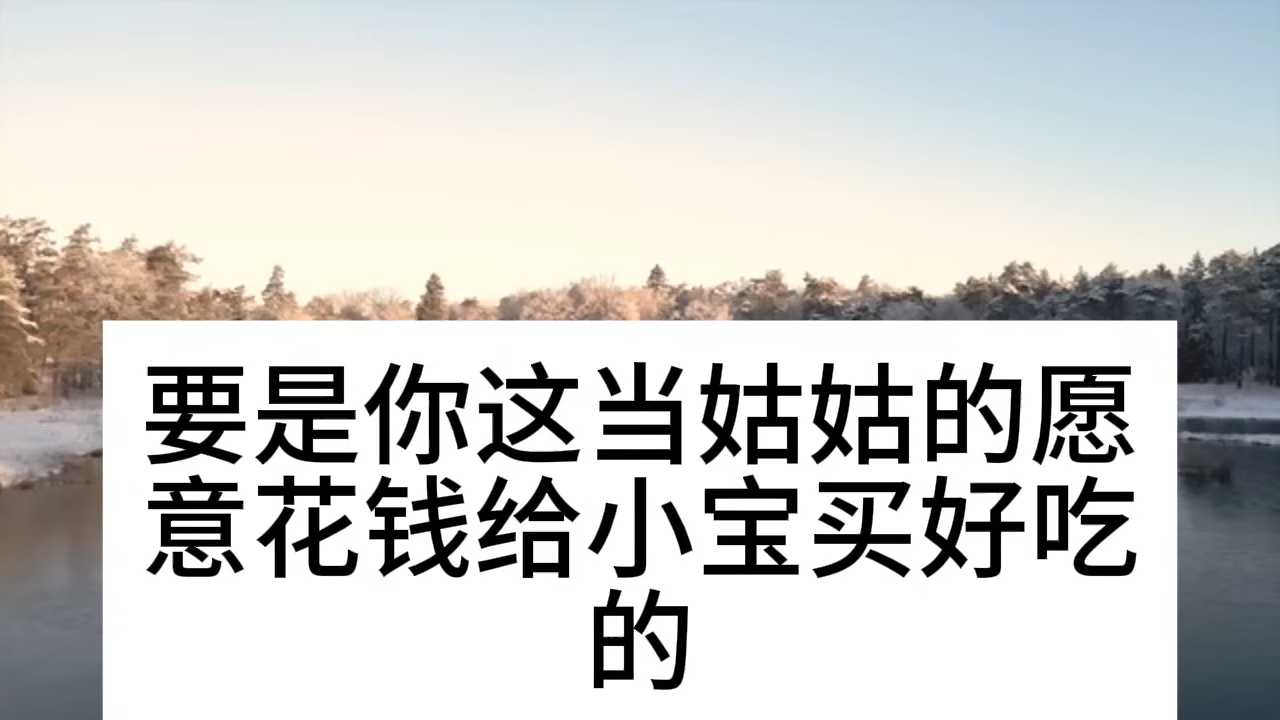 要是你这当姑姑的愿
意花钱给小宝买好吃
的